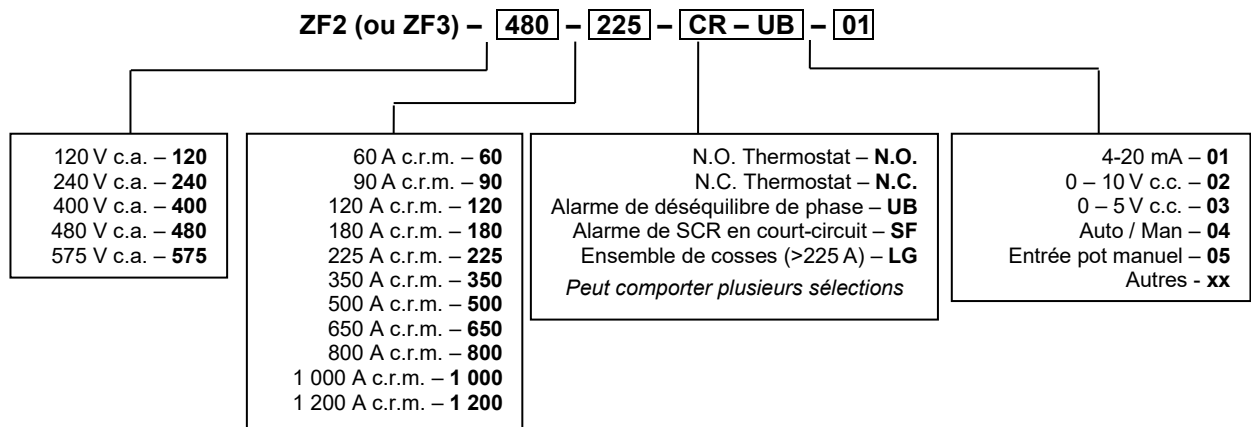 ZF2 (ou ZF3) – 480 – 225 – CR – UB – 01
120 V c.a. – 120
240 V c.a. – 240
400 V c.a. – 400
480 V c.a. – 480
575 V c.a. – 575
60 A c.r.m. – 60
90 A c.r.m. – 90
120 A c.r.m. – 120
180 A c.r.m. – 180
225 A c.r.m. – 225
350 A c.r.m. – 350
500 A c.r.m. – 500
650 A c.r.m. – 650
800 A c.r.m. – 800
1 000 A c.r.m. – 1 000
1 200 A c.r.m. – 1 200
N.O. Thermostat – N.O.
N.C. Thermostat – N.C.
Alarme de déséquilibre de phase – UB
Alarme de SCR en court-circuit – SF
Ensemble de cosses (>225 A) – LG
Peut comporter plusieurs sélections
4-20 mA – 01
0 – 10 V c.c. – 02
0 – 5 V c.c. – 03
Auto / Man – 04
Entrée pot manuel – 05
Autres - xx